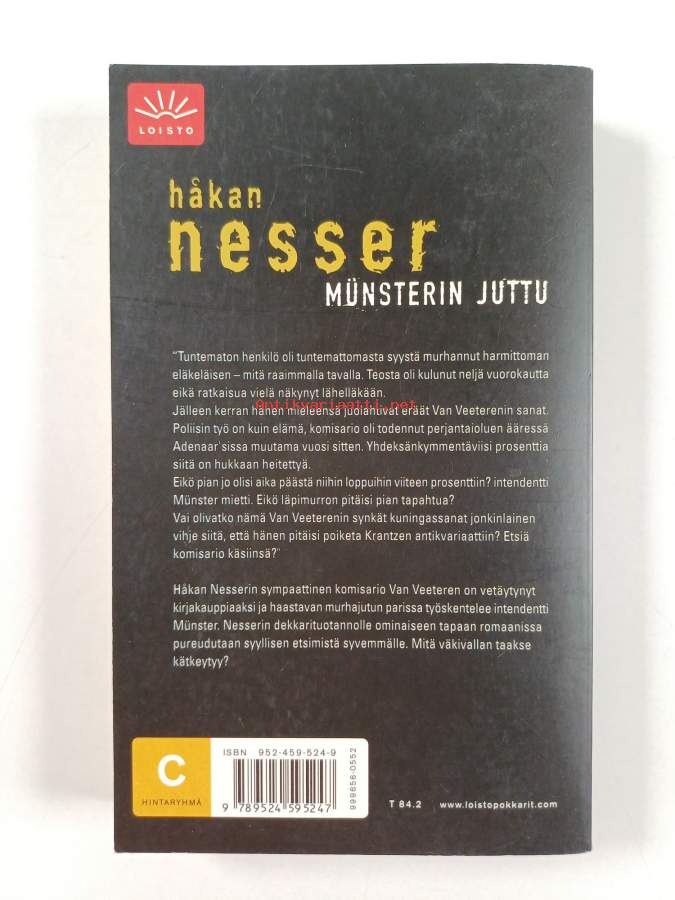 LOISTO
håkan
nesser
MÜNSTERIN JUTTU
"Tuntematon henkilö oli tuntemattomasta syystä murhannut harmittoman
eläkeläisen – mitä raaimmalla tavalla. Teosta oli kulunut neljä vuorokautta
eikä ratkaisua vielä näkynyt lähelläkään.
Antikvariaatti.net
Jälleen kerran hänen mieleensä juolahtivat eräät Van Veeterenin sanat.
Poliisin työ on kuin elämä, komisario oli todennut perjantaioluen ääressä
Adenaar'sissa muutama vuosi sitten. Yhdeksänkymmentäviisi prosenttia
siitä on hukkaan heitettyä.
Eikö pian jo olisi aika päästä niihin loppuihin viiteen prosenttiin? intendentti
Münster mietti. Eikö läpimurron pitäisi pian tapahtua?
Vai olivatko nämä Van Veeterenin synkät kuningassanat jonkinlainen
vihje siitä, että hänen pitäisi poiketa Krantzen antikvariaattiin? Etsiä
komisario käsiinsä?"
Håkan Nesserin sympaattinen komisario Van Veeteren on vetäytynyt
kirjakauppiaaksi ja haastavan murhajutun parissa työskentelee intendentti
Münster. Nesserin dekkarituotannolle ominaiseen tapaan romaanissa
pureudutaan syyllisen etsimistä syvemmälle. Mitä väkivallan taakse
kätkeytyy?
C
HINTARYHMÄ
ISBN 952-459-524-9
9 789524 595247
999656-0552
T 84.2
www.loistopokkarit.com